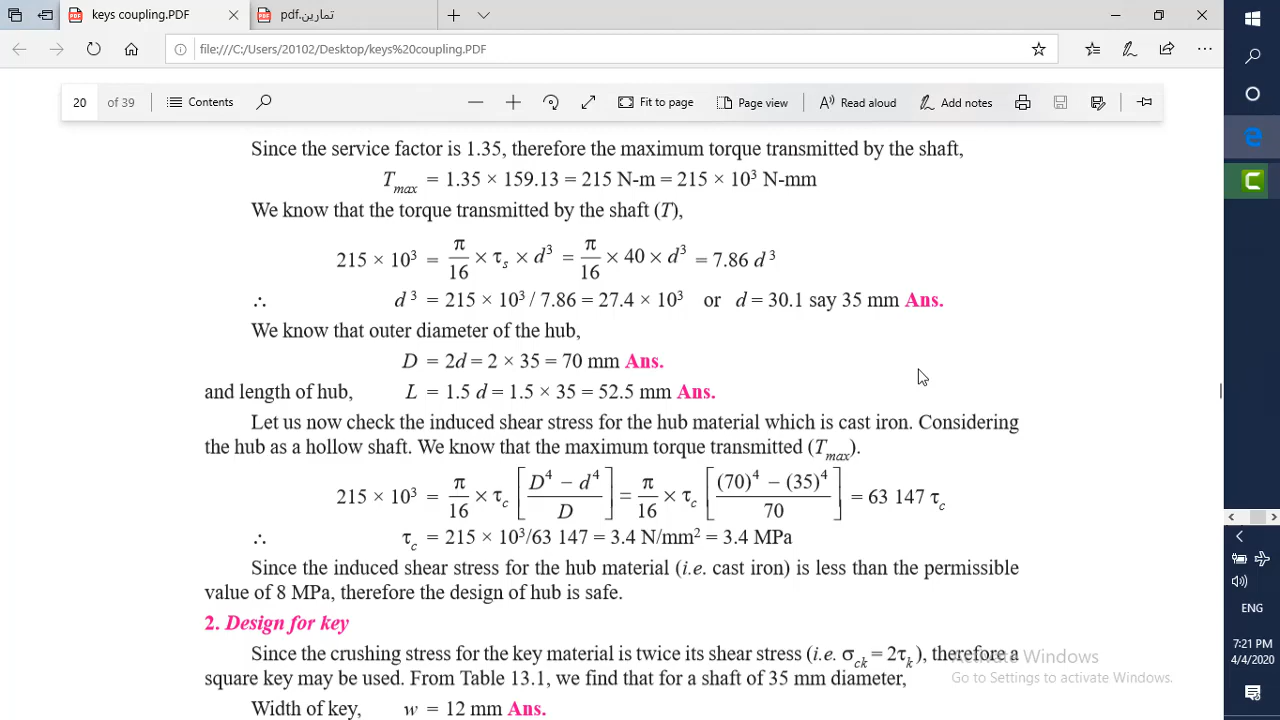 keys coupling.PDF
تمارين.pdf
file:///C:/Users/20102/Desktop/keys%20coupling.PDF
20 of 39 Contents Fit to page Page view Read aloud Add notes
Since the service factor is 1.35, therefore the maximum torque transmitted by the shaft,
Tmax = 1.35 × 159.13 = 215 N-m = 215 × 10³ N-mm
We know that the torque transmitted by the shaft (T),
215 × 10³ = π/16 × τs × d³ = π/16 × 40 × d³ = 7.86 d ³
∴ d ³ = 215 × 10³ / 7.86 = 27.4 × 10³ or d = 30.1 say 35 mm Ans.
We know that outer diameter of the hub,
D = 2d = 2 × 35 = 70 mm Ans.
and length of hub, L = 1.5 d = 1.5 × 35 = 52.5 mm Ans.
Let us now check the induced shear stress for the hub material which is cast iron. Considering
the hub as a hollow shaft. We know that the maximum torque transmitted (Tmax).
215 × 10³ = π/16 × τc [D⁴ − d⁴ / D] = π/16 × τc [(70)⁴ − (35)⁴ / 70] = 63 147 τc
∴ τc = 215 × 10³/63 147 = 3.4 N/mm² = 3.4 MPa
Since the induced shear stress for the hub material (i.e. cast iron) is less than the permissible
value of 8 MPa, therefore the design of hub is safe.
2. Design for key
Since the crushing stress for the key material is twice its shear stress (i.e. σck = 2τk), therefore a
square key may be used. From Table 13.1, we find that for a shaft of 35 mm diameter,
Width of key, w = 12 mm Ans.
Activate Windows
Go to Settings to activate Windows.
ENG
7:21 PM
4/4/2020